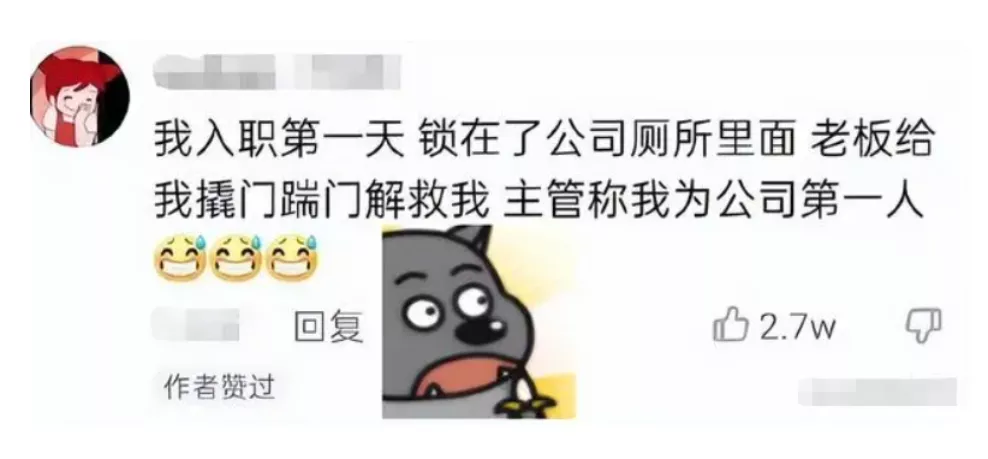 我入职第一天 锁在了公司厕所里面 老板给
我撬门踹门解救我 主管称我为公司第一人
😅😅😅
回复
2.7w
作者赞过